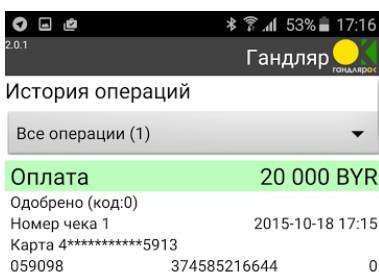 53% 17:16
2.0.1
Гандляр
гандлярок
История операций
Все операции (1)
Оплата 20 000 BYR
Одобрено (код:0)
Номер чека 1 2015-10-18 17:15
Карта 4***********5913
059098 374585216644 0